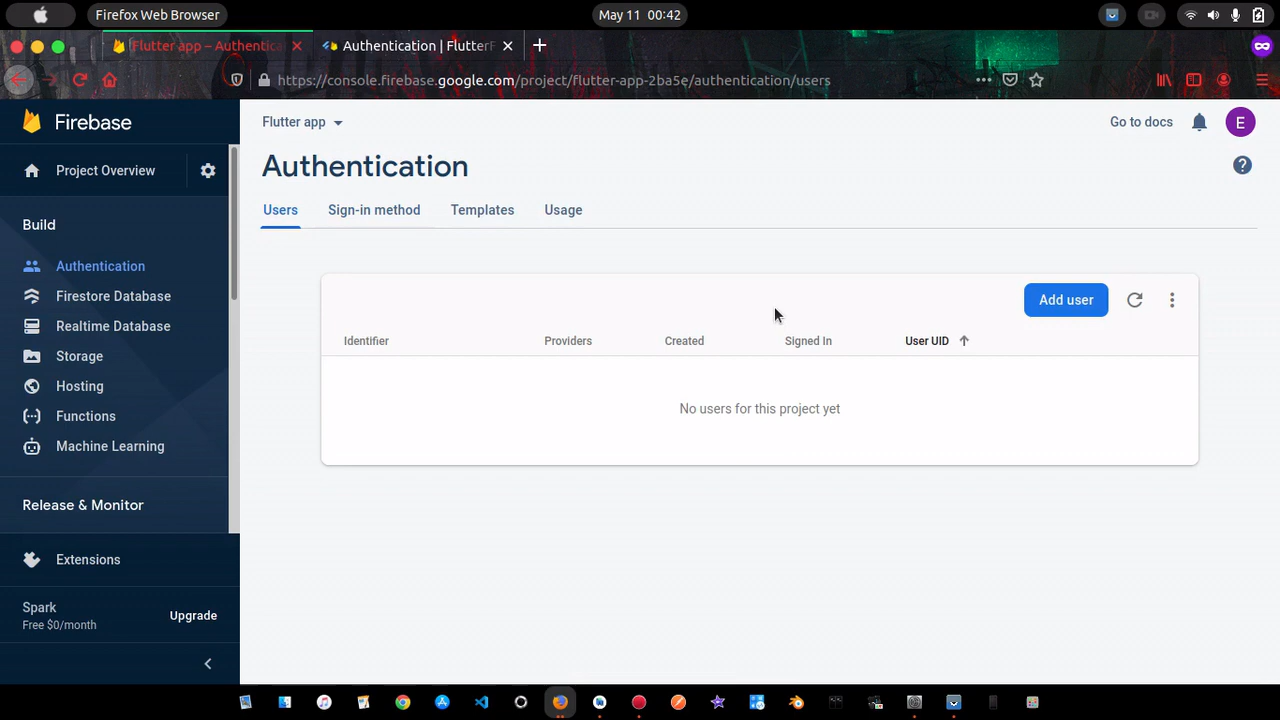 Firefox Web Browser
May 11 00:42
Flutter app – Authentica
Authentication | FlutterF
https://console.firebase.google.com/project/flutter-app-2ba5e/authentication/users
Firebase
Flutter app
Go to docs
E
Project Overview
Authentication
Users
Sign-in method
Templates
Usage
Build
Authentication
Firestore Database
Realtime Database
Storage
Hosting
Functions
Machine Learning
Add user
Identifier
Providers
Created
Signed In
User UID
No users for this project yet
Release & Monitor
Extensions
Spark
Free $0/month
Upgrade